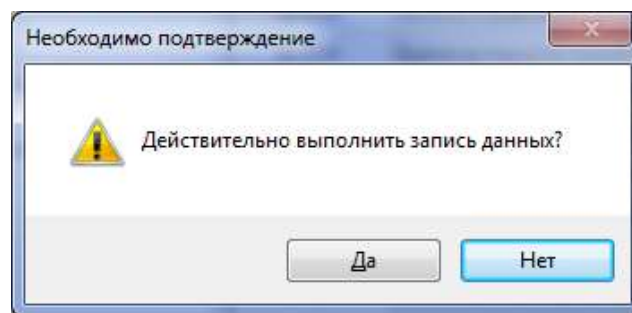 Необходимо подтверждение
Действительно выполнить запись данных?
Да
Нет